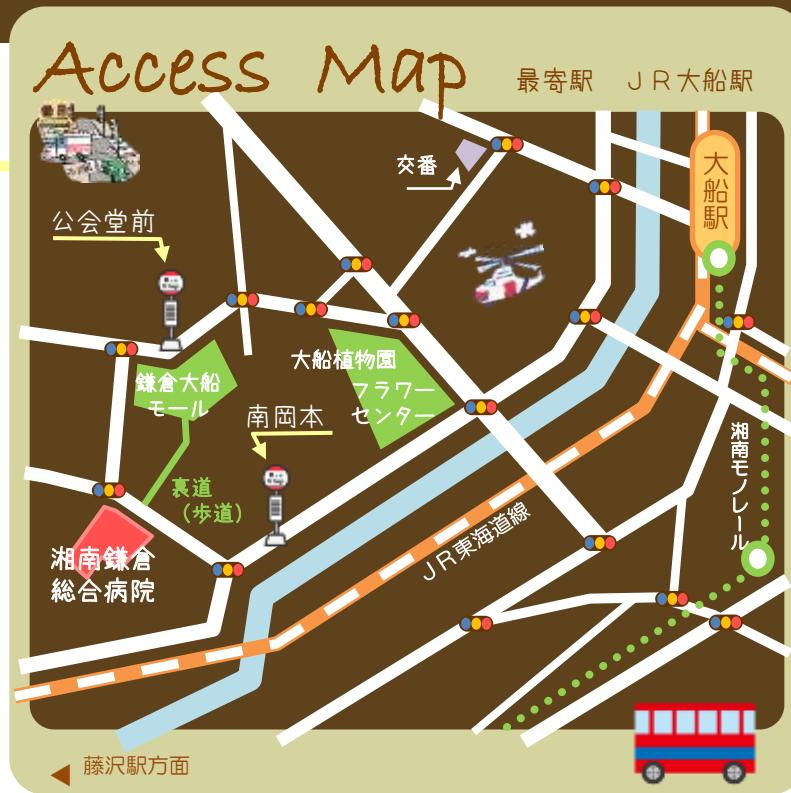 Access Map
最寄駅　ＪＲ大船駅
交番
大船駅
公会堂前
大船植物園
フラワー
センター
鎌倉大船
モール
南岡本
湘南モノレール
裏道
（歩道）
ＪＲ東海道線
湘南鎌倉
総合病院
藤沢駅方面